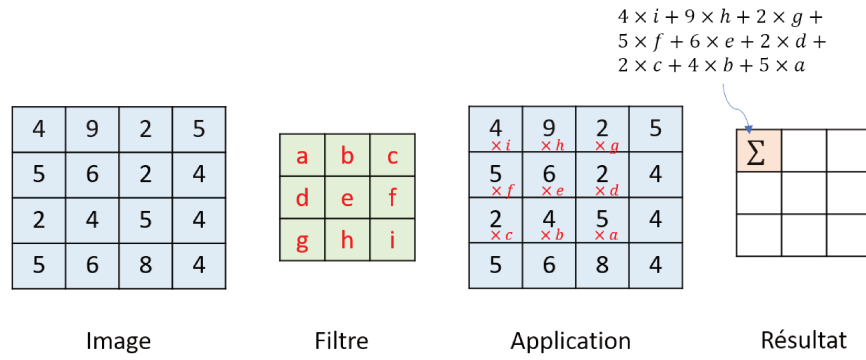 4 × i + 9 × h + 2 × g +
5 × f + 6 × e + 2 × d +
2 × c + 4 × b + 5 × a
4 9 2 5
5 6 2 4
2 4 5 4
5 6 8 4
a b c
d e f
g h i
4 9 2 5
× i × h × g
5 6 2 4
× f × e × d
2 4 5 4
× c × b × a
5 6 8 4
Σ
Image Filtre Application Résultat